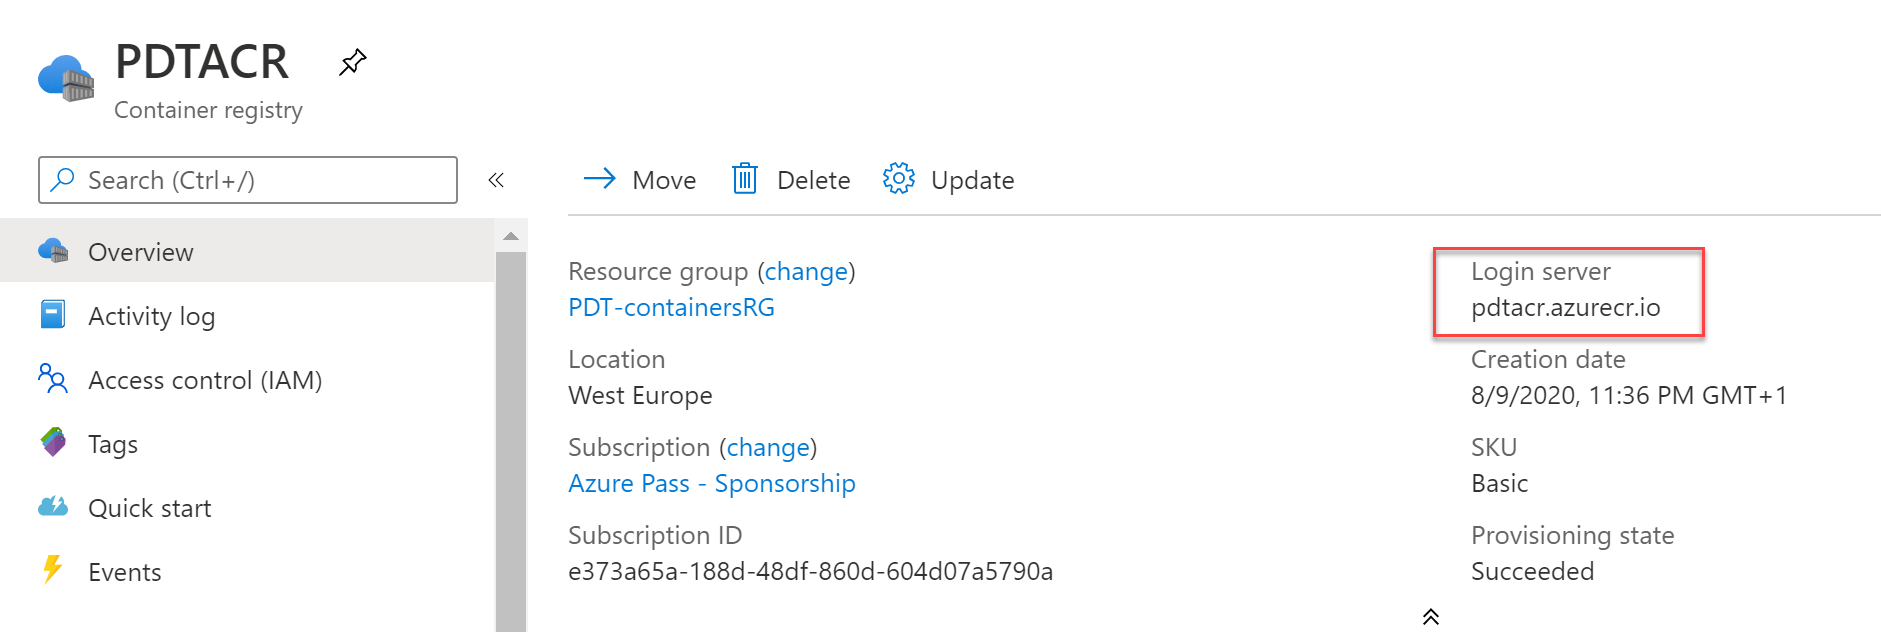 PDTACR
Container registry
Search (Ctrl+/)
«
Overview
Activity log
Access control (IAM)
Tags
Quick start
Events
Move
Delete
Update
Resource group (change)
PDT-containersRG
Location
West Europe
Subscription (change)
Azure Pass - Sponsorship
Subscription ID
e373a65a-188d-48df-860d-604d07a5790a
Login server
pdtacr.azurecr.io
Creation date
8/9/2020, 11:36 PM GMT+1
SKU
Basic
Provisioning state
Succeeded